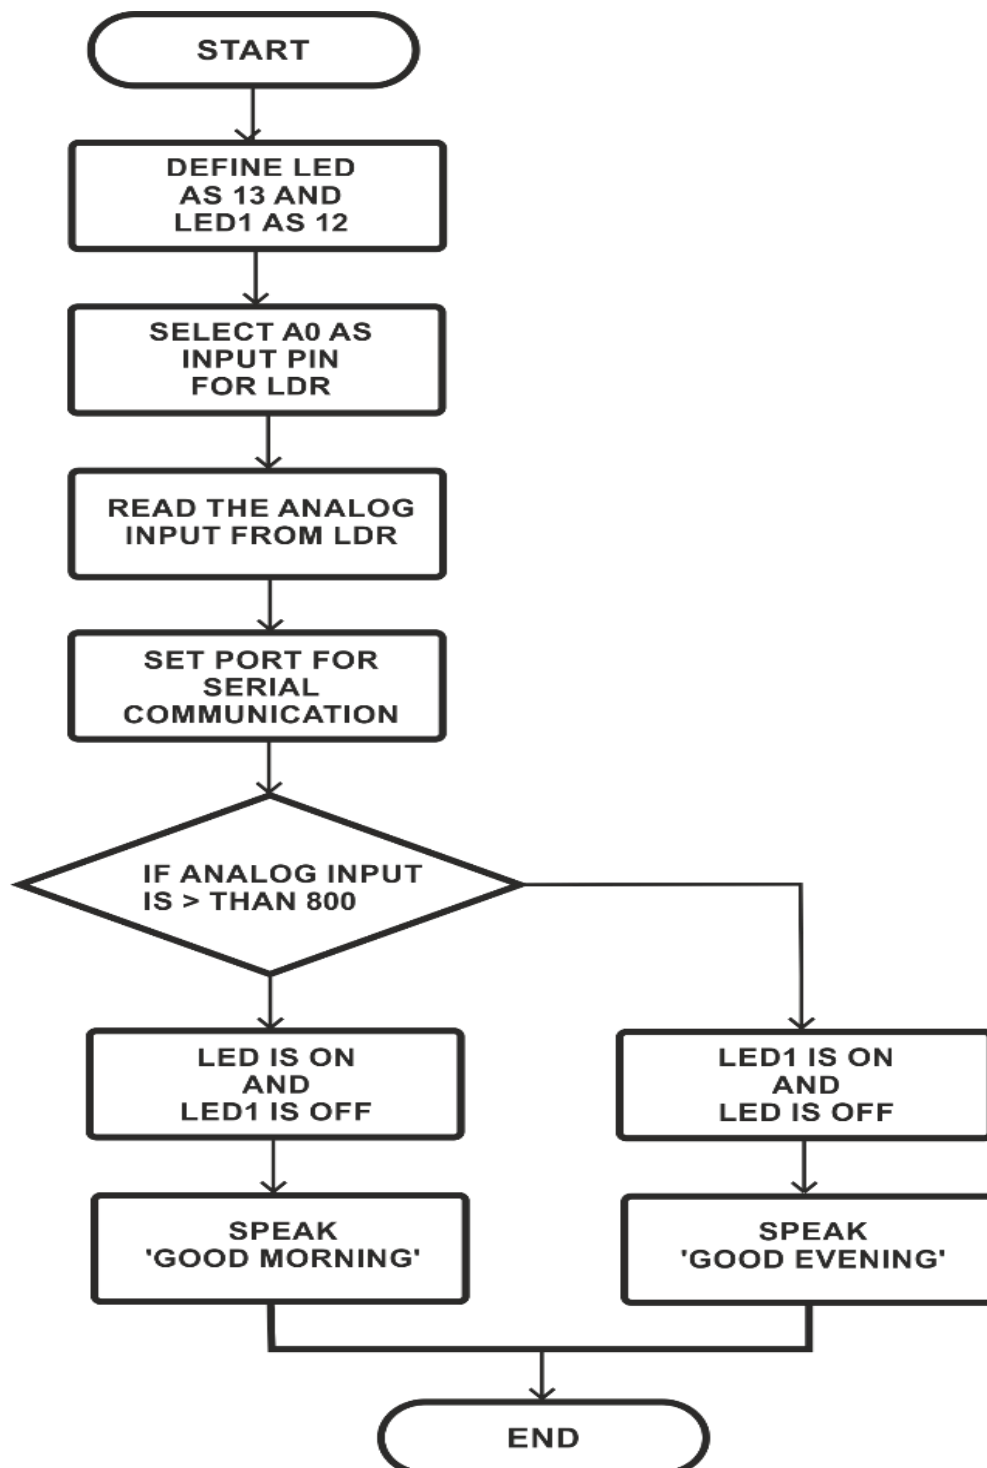 START
DEFINE LED
AS 13 AND
LED1 AS 12
SELECT A0 AS
INPUT PIN
FOR LDR
READ THE ANALOG
INPUT FROM LDR
SET PORT FOR
SERIAL
COMMUNICATION
IF ANALOG INPUT
IS > THAN 800
LED IS ON
AND
LED1 IS OFF
LED1 IS ON
AND
LED IS OFF
SPEAK
'GOOD MORNING'
SPEAK
'GOOD EVENING'
END